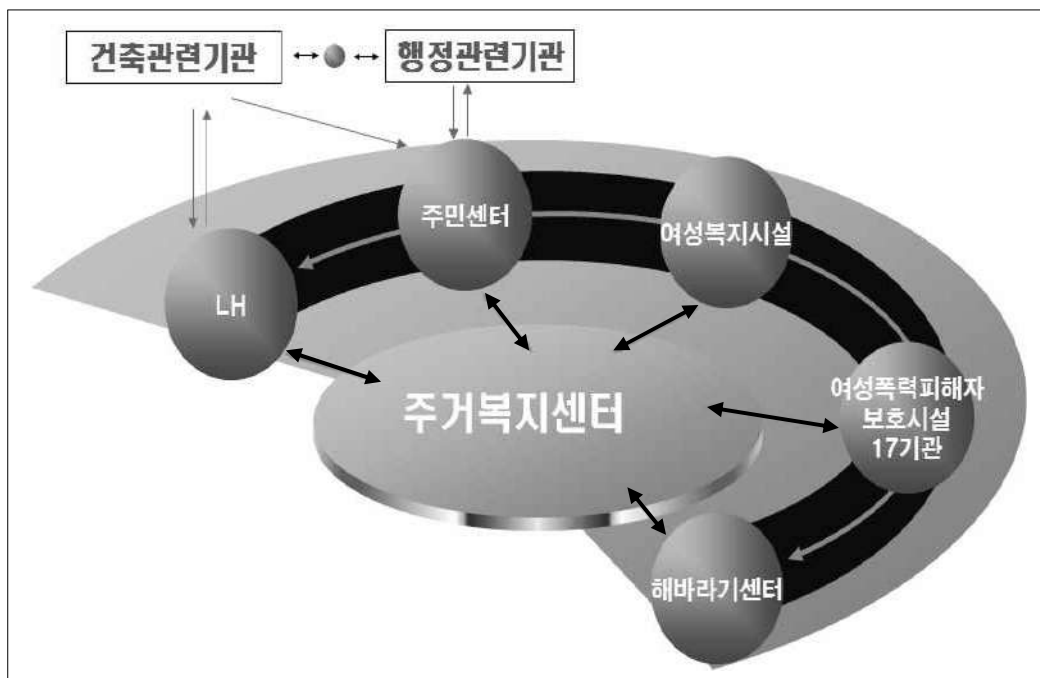 건축관련기관
행정관련기관
주민센터
여성복지시설
LH
주거복지센터
여성폭력피해자
보호시설
17기관
해바라기센터